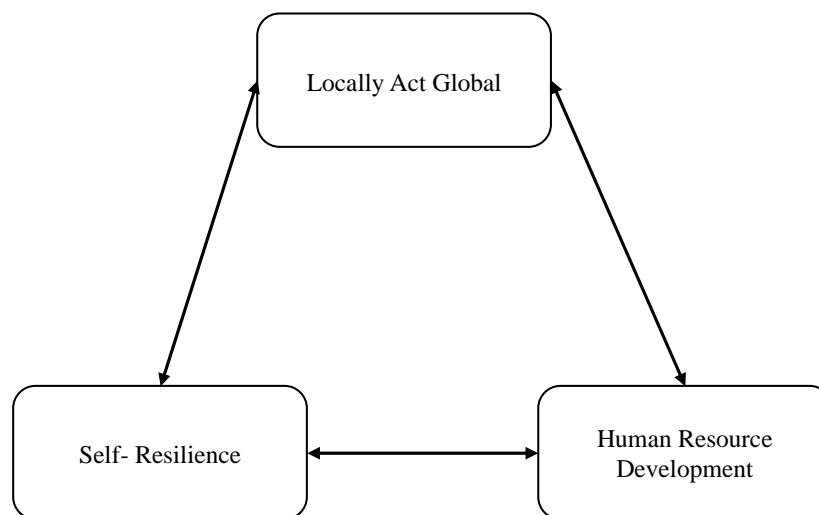 Locally Act Global
Self- Resilience
Human Resource
Development